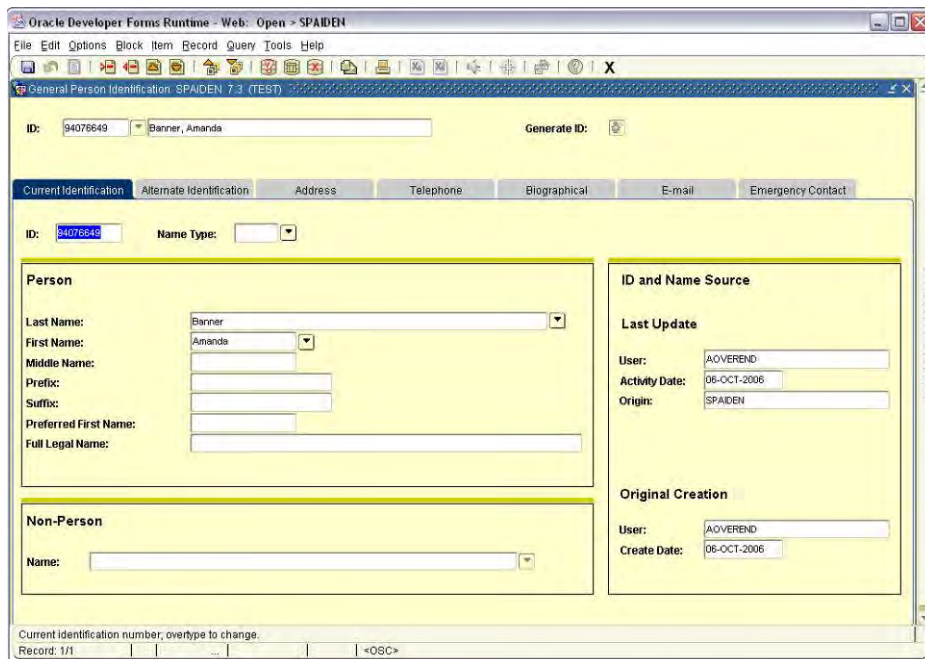 Oracle Developer Forms Runtime - Web: Open > SPAIDEN
File Edit Options Block Item Record Query Tools Help
General Person Identification SPAIDEN 7.3 (TEST)
ID: 94076649 Banner, Amanda Generate ID:
Current Identification Alternate Identification Address Telephone Biographical E-mail Emergency Contact
ID: 94076649 Name Type:
Person
Last Name: Banner
First Name: Amanda
Middle Name:
Prefix:
Suffix:
Preferred First Name:
Full Legal Name:
ID and Name Source
Last Update
User: AOVEREND
Activity Date: 06-OCT-2006
Origin: SPAIDEN
Original Creation
User: AOVEREND
Create Date: 06-OCT-2006
Non-Person
Name:
Current identification number; overtype to change.
Record: 1/1 ... <OSC>